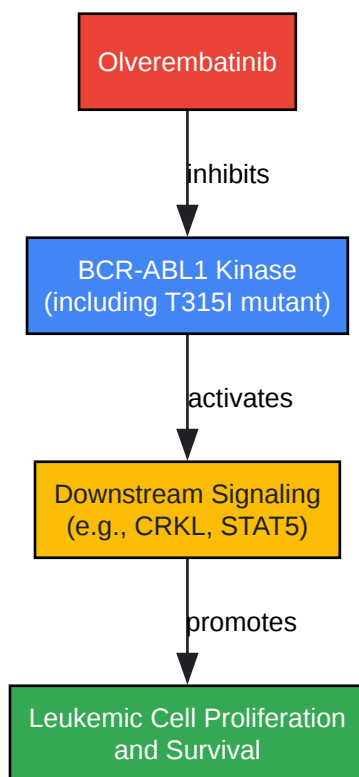 Olverembatinib
inhibits
BCR-ABL1 Kinase
(including T315I mutant)
activates
Downstream Signaling
(e.g., CRKL, STAT5)
promotes
Leukemic Cell Proliferation
and Survival